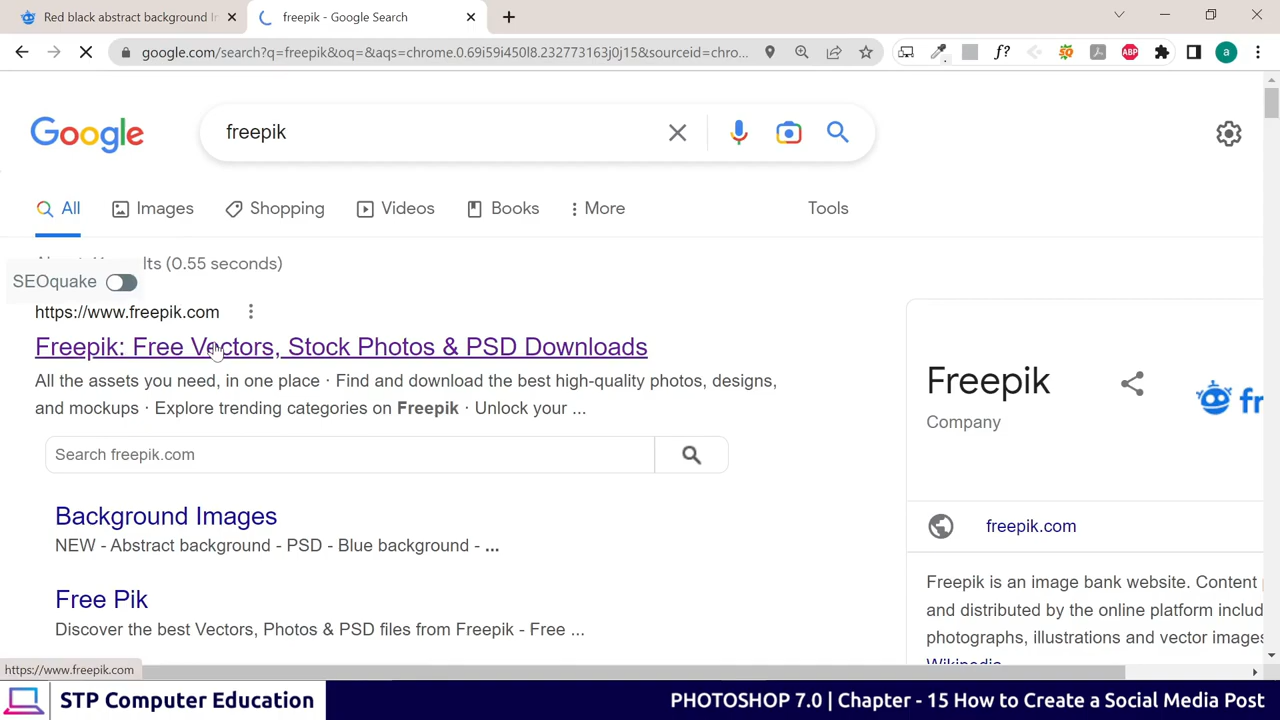 Red black abstract background I
freepik - Google Search
google.com/search?q=freepik&oq=&aqs=chrome.0.69i59i450l8.232773163j0j15&sourceid=chro...
f?
SQ
ABP
a
Google
freepik
All
Images
Shopping
Videos
Books
More
Tools
lts (0.55 seconds)
SEOquake
https://www.freepik.com
Freepik: Free Vectors, Stock Photos & PSD Downloads
All the assets you need, in one place · Find and download the best high-quality photos, designs,
and mockups · Explore trending categories on Freepik · Unlock your ...
Search freepik.com
Background Images
NEW - Abstract background - PSD - Blue background - ...
Free Pik
Discover the best Vectors, Photos & PSD files from Freepik - Free ...
Freepik
Company
fr
freepik.com
Freepik is an image bank website. Content
and distributed by the online platform includ
photographs, illustrations and vector images
Wikipedia
https://www.freepik.com
STP Computer Education
PHOTOSHOP 7.0 | Chapter - 15 How to Create a Social Media Post